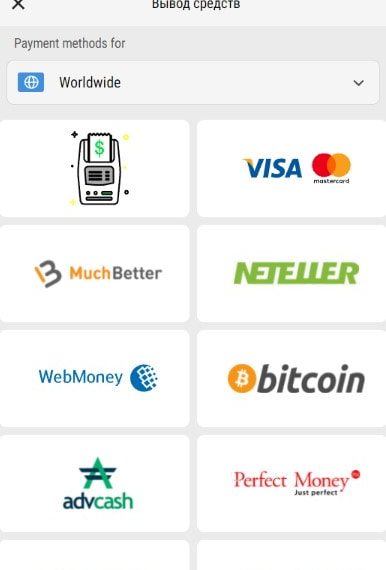 Вывод средств
Payment methods for
Worldwide
$
VISA
mastercard
MuchBetter
NETELLER
WebMoney
bitcoin
advcash
Perfect Money
Just perfect